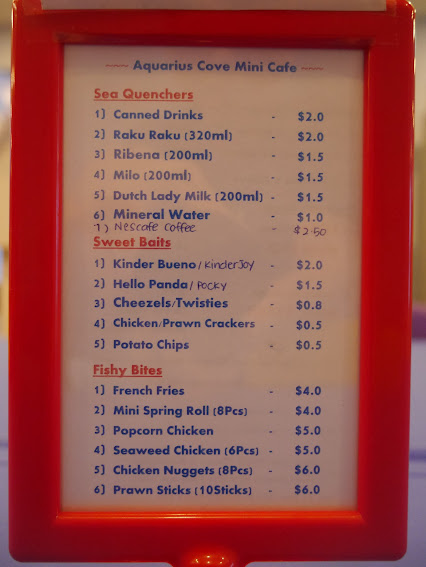 ~~~~ Aquarius Cove Mini Cafe ~~~~
Sea Quenchers
1) Canned Drinks - $2.0
2) Raku Raku (320ml) - $2.0
3) Ribena (200ml) - $1.5
4) Milo (200ml) - $1.5
5) Dutch Lady Milk (200ml) - $1.5
6) Mineral Water - $1.0
7) Nescafe coffee - $2.50
Sweet Baits
1) Kinder Bueno/KinderJoy - $2.0
2) Hello Panda/Pocky - $1.5
3) Cheezels/Twisties - $0.8
4) Chicken/Prawn Crackers - $0.5
5) Potato Chips - $0.5
Fishy Bites
1) French Fries - $4.0
2) Mini Spring Roll (8Pcs) - $4.0
3) Popcorn Chicken - $5.0
4) Seaweed Chicken (6Pcs) - $5.0
5) Chicken Nuggets (8Pcs) - $6.0
6) Prawn Sticks (10Sticks) - $6.0